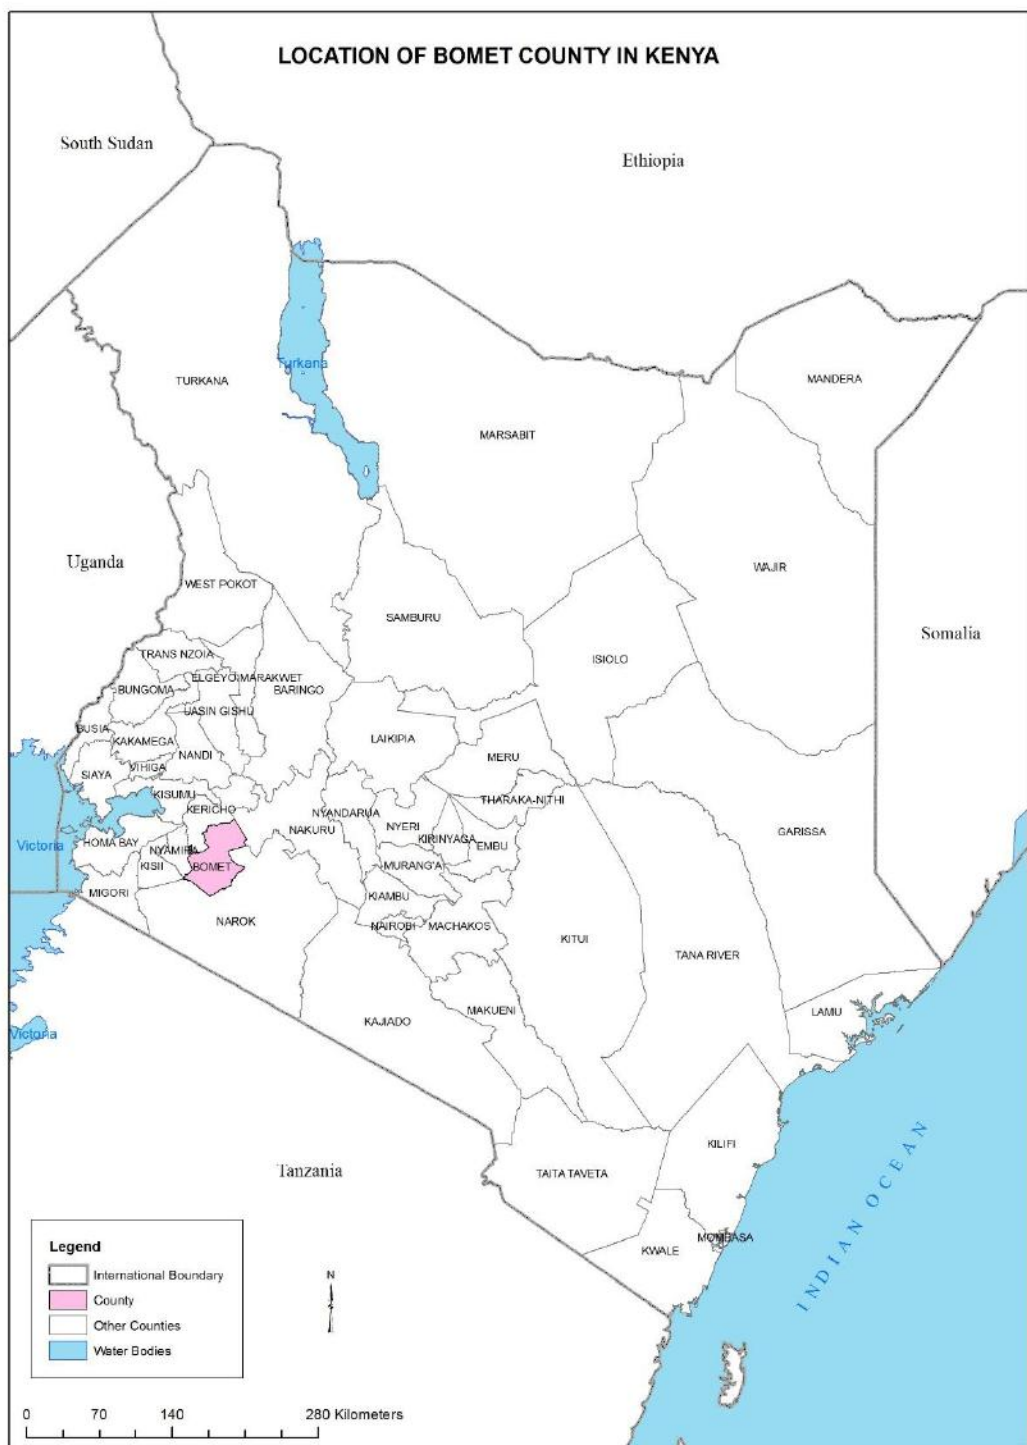 LOCATION OF BOMET COUNTY IN KENYA
South Sudan
Ethiopia
Turkana
TURKANA
MANDERA
MARSABIT
Uganda
WAJIR
WEST POKOT
SAMBURU
Somalia
TRANS NZOIA
ISIOLO
ELGEYO/MARAKWET
BUNGOMA
BARINGO
UASIN GISHU
BUSIA
KAKAMEGA
LAIKIPIA
NANDI
MERU
VIHIGA
SIAYA
KISUMU
THARAKA-NITHI
KERICHO
NYANDARUA
NAKURU
NYERI
GARISSA
KIRINYAGA
HOMA BAY
Victoria
EMBU
NYAMIRA
KISII
BOMET
MURANG'A
MIGORI
KIAMBU
NAROK
NAIROBI
MACHAKOS
KITUI
TANA RIVER
MAKUENI
LAMU
KAJIADO
Victoria
KILIFI
Tanzania
TAITA TAVETA
INDIAN OCEAN
MOMBASA
KWALE
Legend
International Boundary
County
Other Counties
Water Bodies
N
0 70 140 280 Kilometers